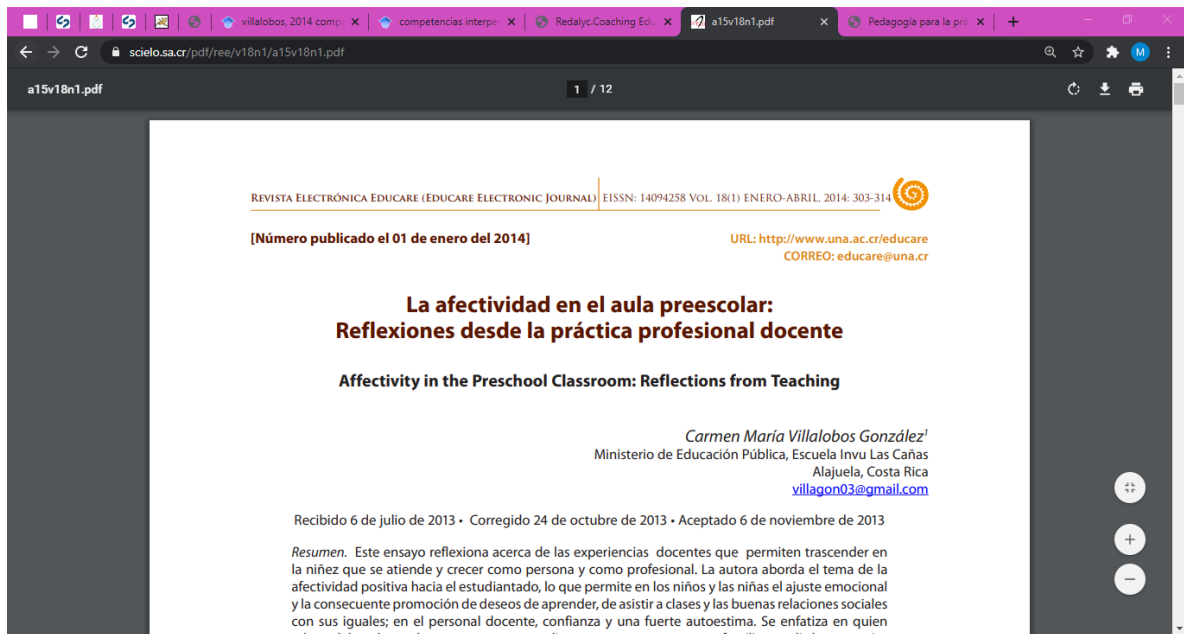 villalobos, 2014 comp
competencias interpe
Redalyc.Coaching Edu
a15v18n1.pdf
Pedagogía para la prá
scielo.sa.cr/pdf/ree/v18n1/a15v18n1.pdf
M
a15v18n1.pdf
1 / 12
REVISTA ELECTRÓNICA EDUCARE (EDUCARE ELECTRONIC JOURNAL) EISSN: 14094258 VOL. 18(1) ENERO-ABRIL, 2014: 303-314
[Número publicado el 01 de enero del 2014]
URL: http://www.una.ac.cr/educare
CORREO: educare@una.cr
La afectividad en el aula preescolar:
Reflexiones desde la práctica profesional docente
Affectivity in the Preschool Classroom: Reflections from Teaching
Carmen María Villalobos González1
Ministerio de Educación Pública, Escuela Invu Las Cañas
Alajuela, Costa Rica
villagon03@gmail.com
Recibido 6 de julio de 2013 • Corregido 24 de octubre de 2013 • Aceptado 6 de noviembre de 2013
Resumen. Este ensayo reflexiona acerca de las experiencias docentes que permiten trascender en
la niñez que se atiende y crecer como persona y como profesional. La autora aborda el tema de la
afectividad positiva hacia el estudiantado, lo que permite en los niños y las niñas el ajuste emocional
y la consecuente promoción de deseos de aprender, de asistir a clases y las buenas relaciones sociales
con sus iguales; en el personal docente, confianza y una fuerte autoestima. Se enfatiza en quien